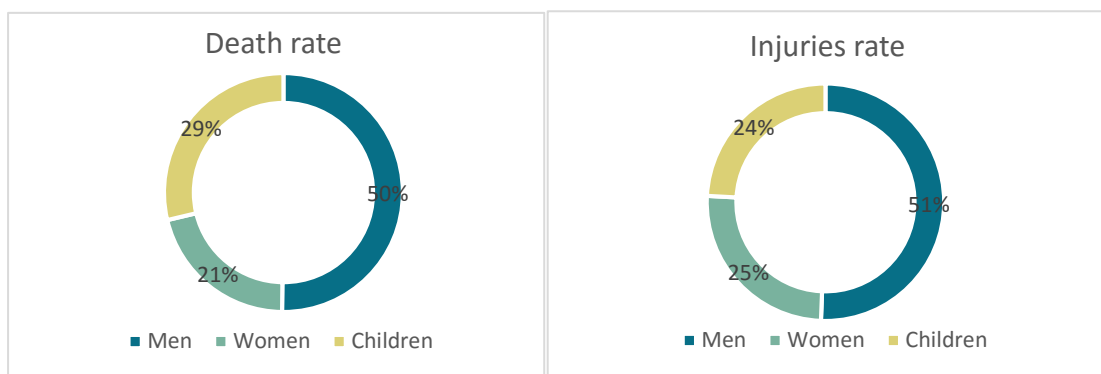 Death rate
29%
50%
21%
Men Women Children
Injuries rate
24%
51%
25%
Men Women Children